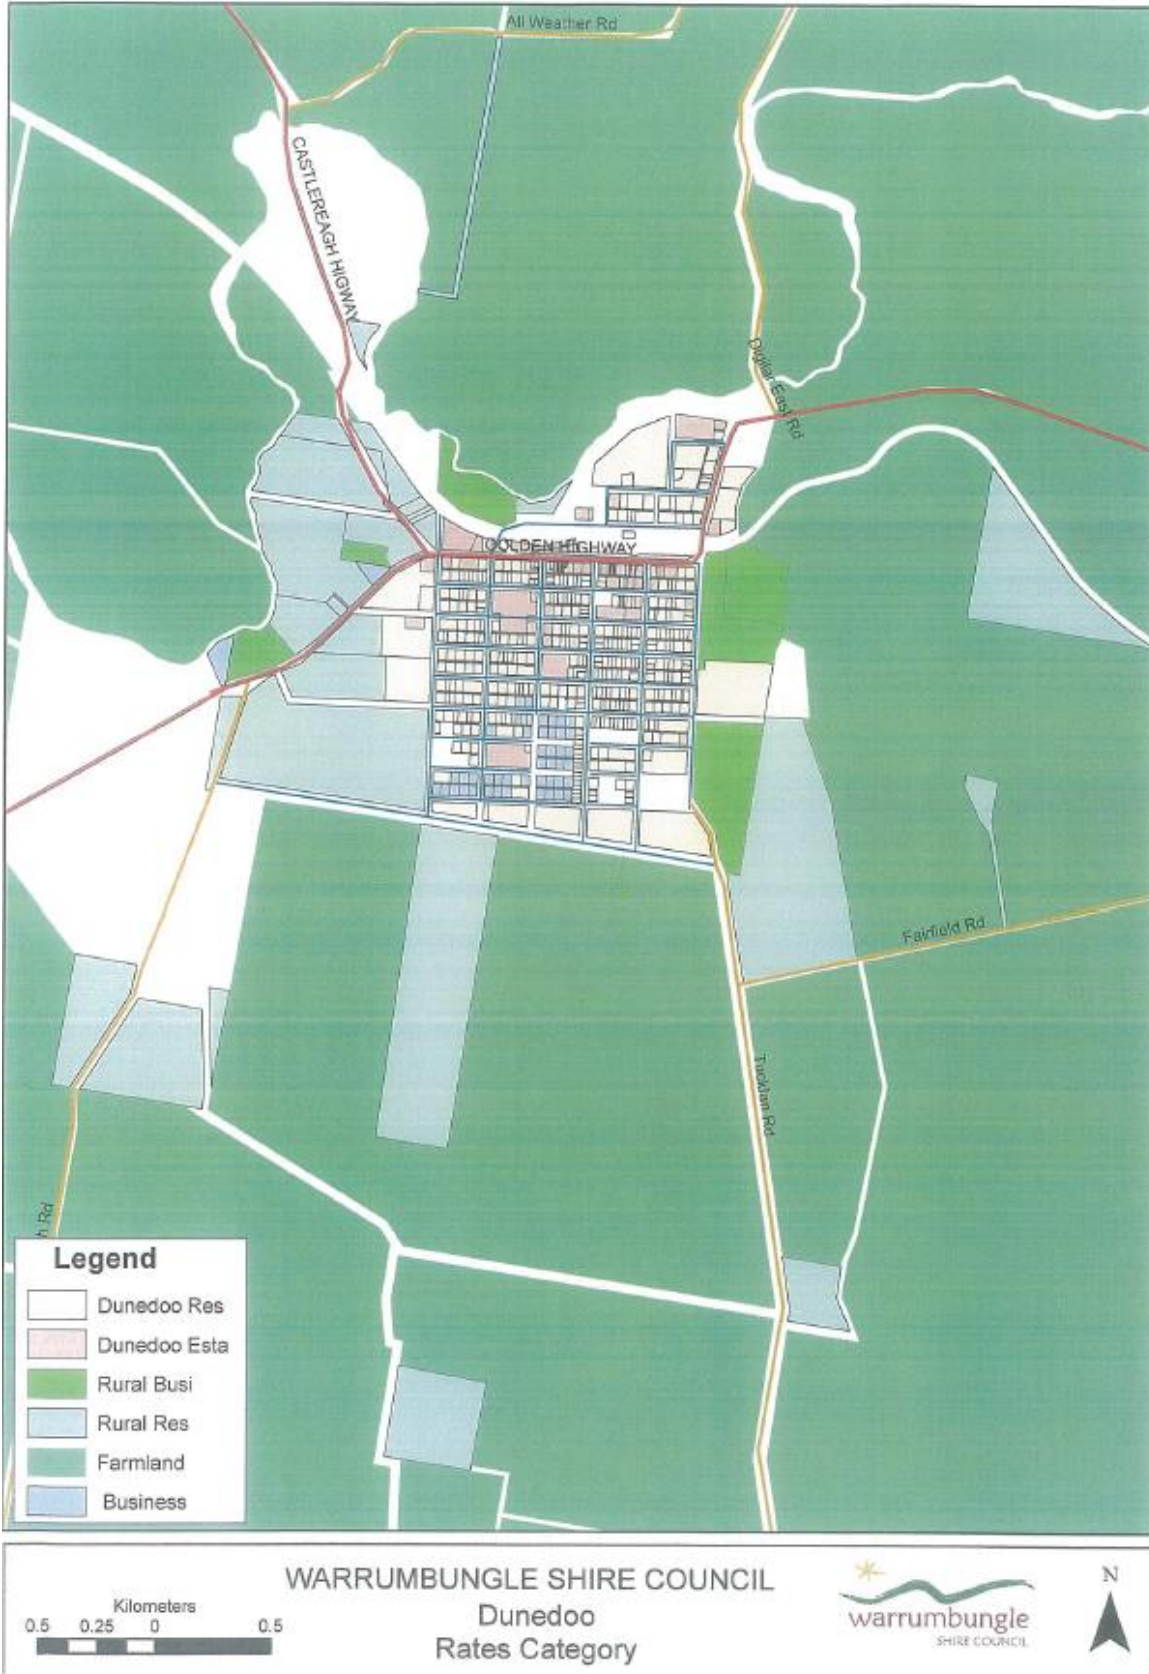 All Weather Rd
CASTLEREAGH HIGWAY
Digilar East Rd
GOLDEN HIGHWAY
Fairfield Rd
Tucklan Rd
h Rd
Legend
Dunedoo Res
Dunedoo Esta
Rural Busi
Rural Res
Farmland
Business
WARRUMBUNGLE SHIRE COUNCIL
Dunedoo
Rates Category
Kilometers
0.5 0.25 0 0.5
warrumbungle
SHIRE COUNCIL
N